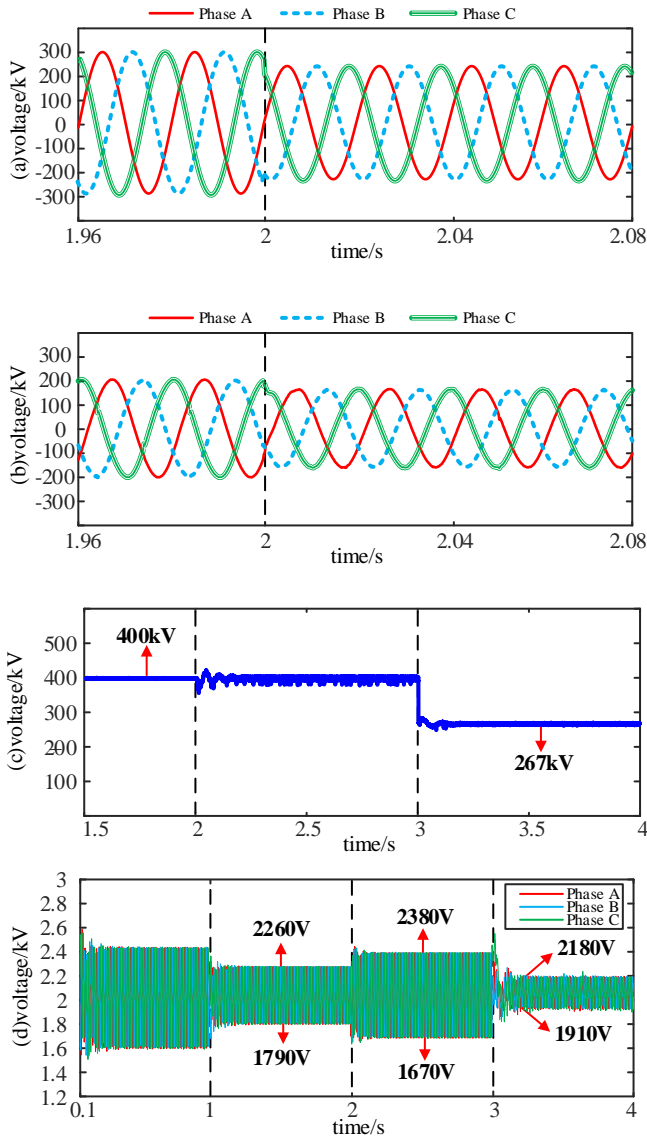 Phase A Phase B Phase C
(a)voltage/kV
300
200
100
0
-100
-200
-300
1.96 2 2.04 2.08
time/s
Phase A Phase B Phase C
(b)voltage/kV
300
200
100
0
-100
-200
-300
1.96 2 2.04 2.08
time/s
(c)voltage/kV
500
400
300
200
100
400kV
267kV
1.5 2 2.5 3 3.5 4
time/s
(d)voltage/kV
3
2.8
2.6
2.4
2.2
2
1.8
1.6
1.4
1.2
Phase A
Phase B
Phase C
2260V
2380V
2180V
1790V
1670V
1910V
0.1 1 2 3 4
time/s